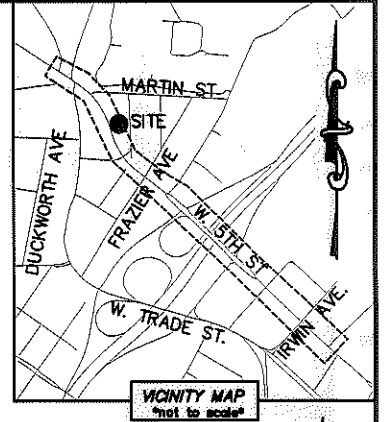 MARTIN ST
SITE
DUCKWORTH AVE
FRAZIER AVE
W. 5TH ST
W. TRADE ST.
IRWIN AVE.
VICINITY MAP
*not to scale*